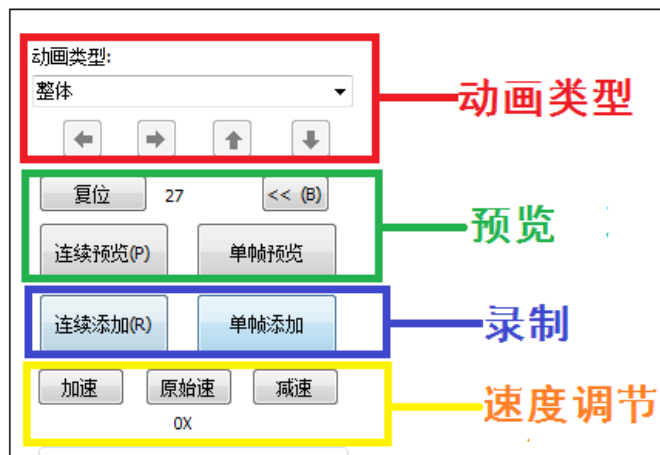 动画类型:
整体
动画类型
复位 27 << (B)
预览
连续预览(P) 单帧预览
连续添加(R) 单帧添加
录制
加速 原始速 减速
速度调节
0X